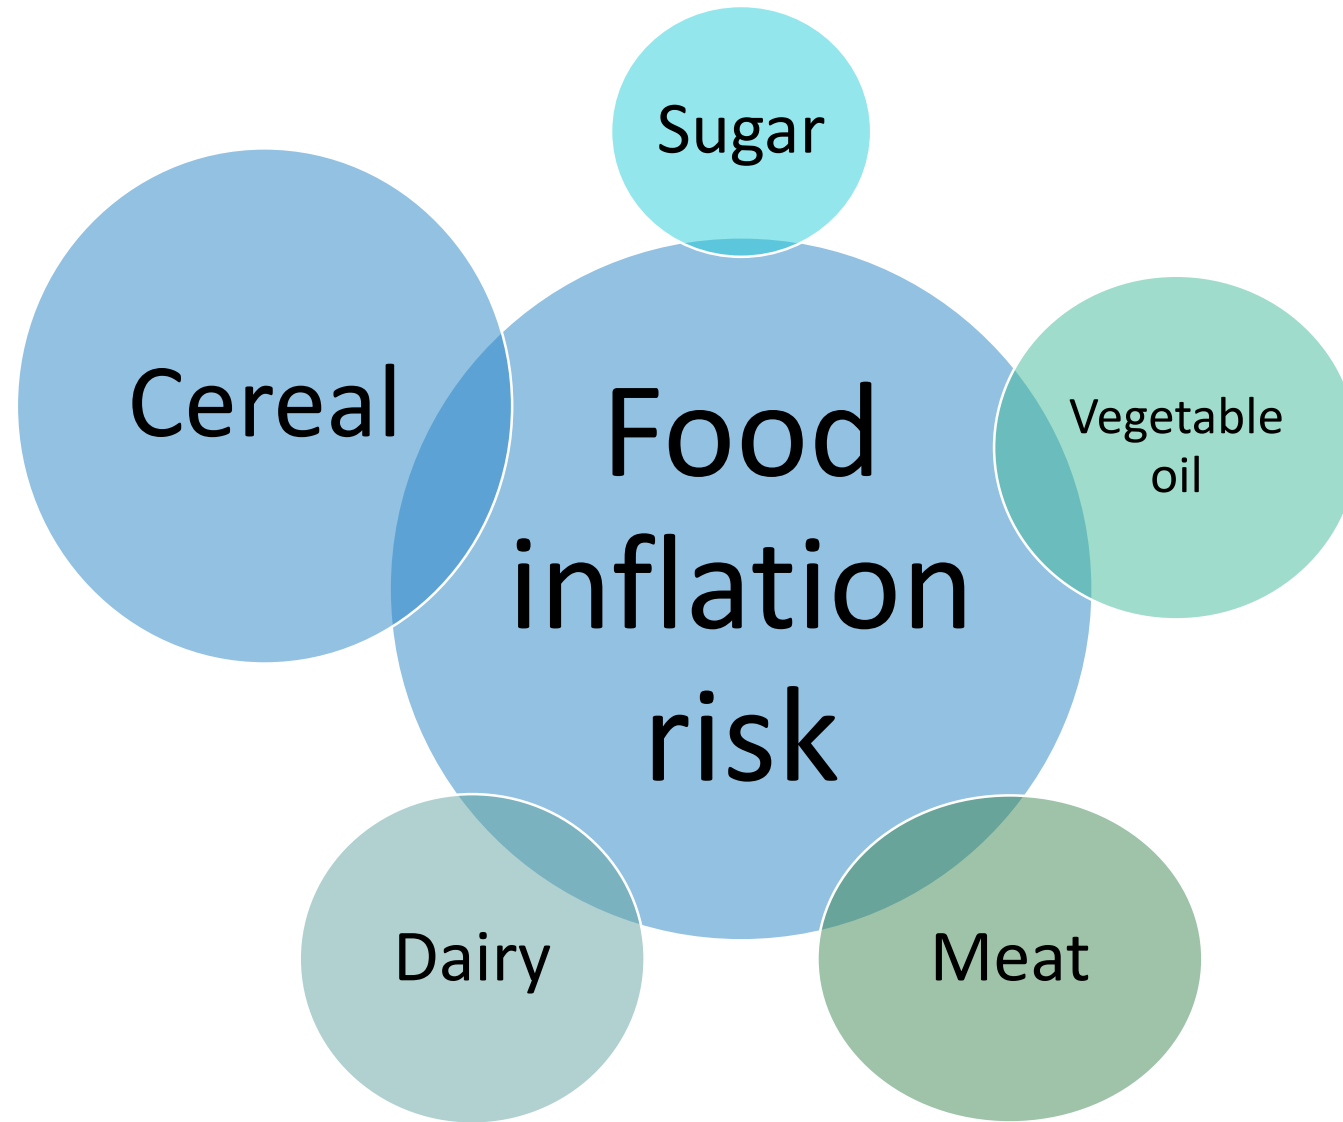 Sugar
Cereal
Food
inflation
risk
Vegetable
oil
Dairy
Meat